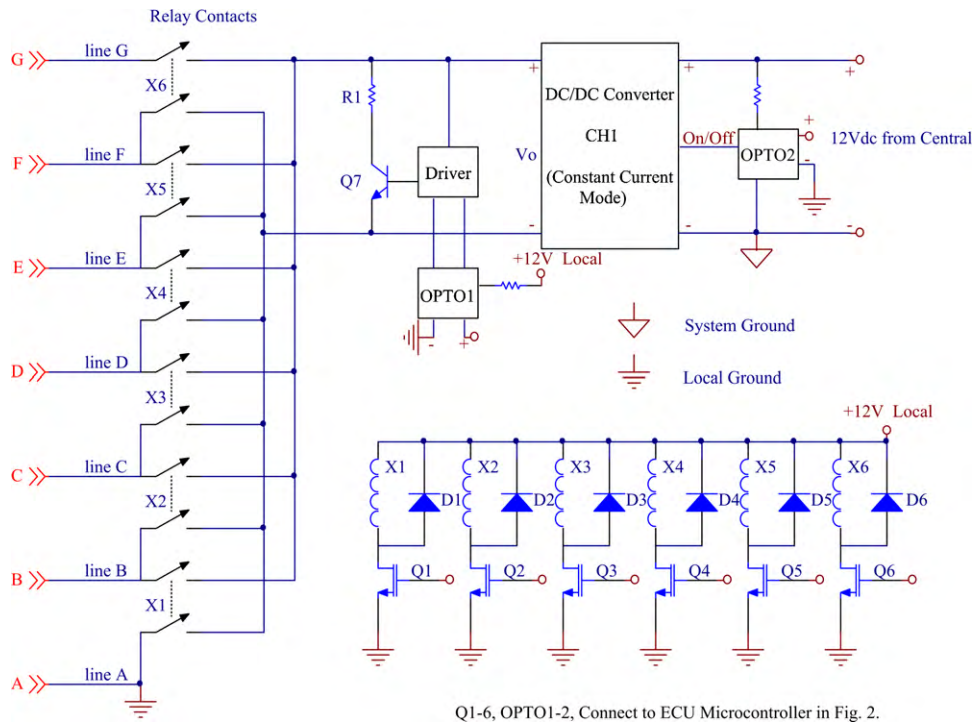 Relay Contacts
G line G
X6
R1
DC/DC Converter
CH1
(Constant Current
Mode)
+
+
+
Vo
On/Off
OPTO2
+
-
12Vdc from Central
F line F
X5
Q7
Driver
-
-
-
E line E
X4
+12V Local
OPTO1
-
+
System Ground
D line D
X3
Local Ground
+12V Local
C line C
X2
X1 D1 X2 D2 X3 D3 X4 D4 X5 D5 X6 D6
B line B
X1
Q1 Q2 Q3 Q4 Q5 Q6
A line A
Q1-6, OPTO1-2, Connect to ECU Microcontroller in Fig. 2.